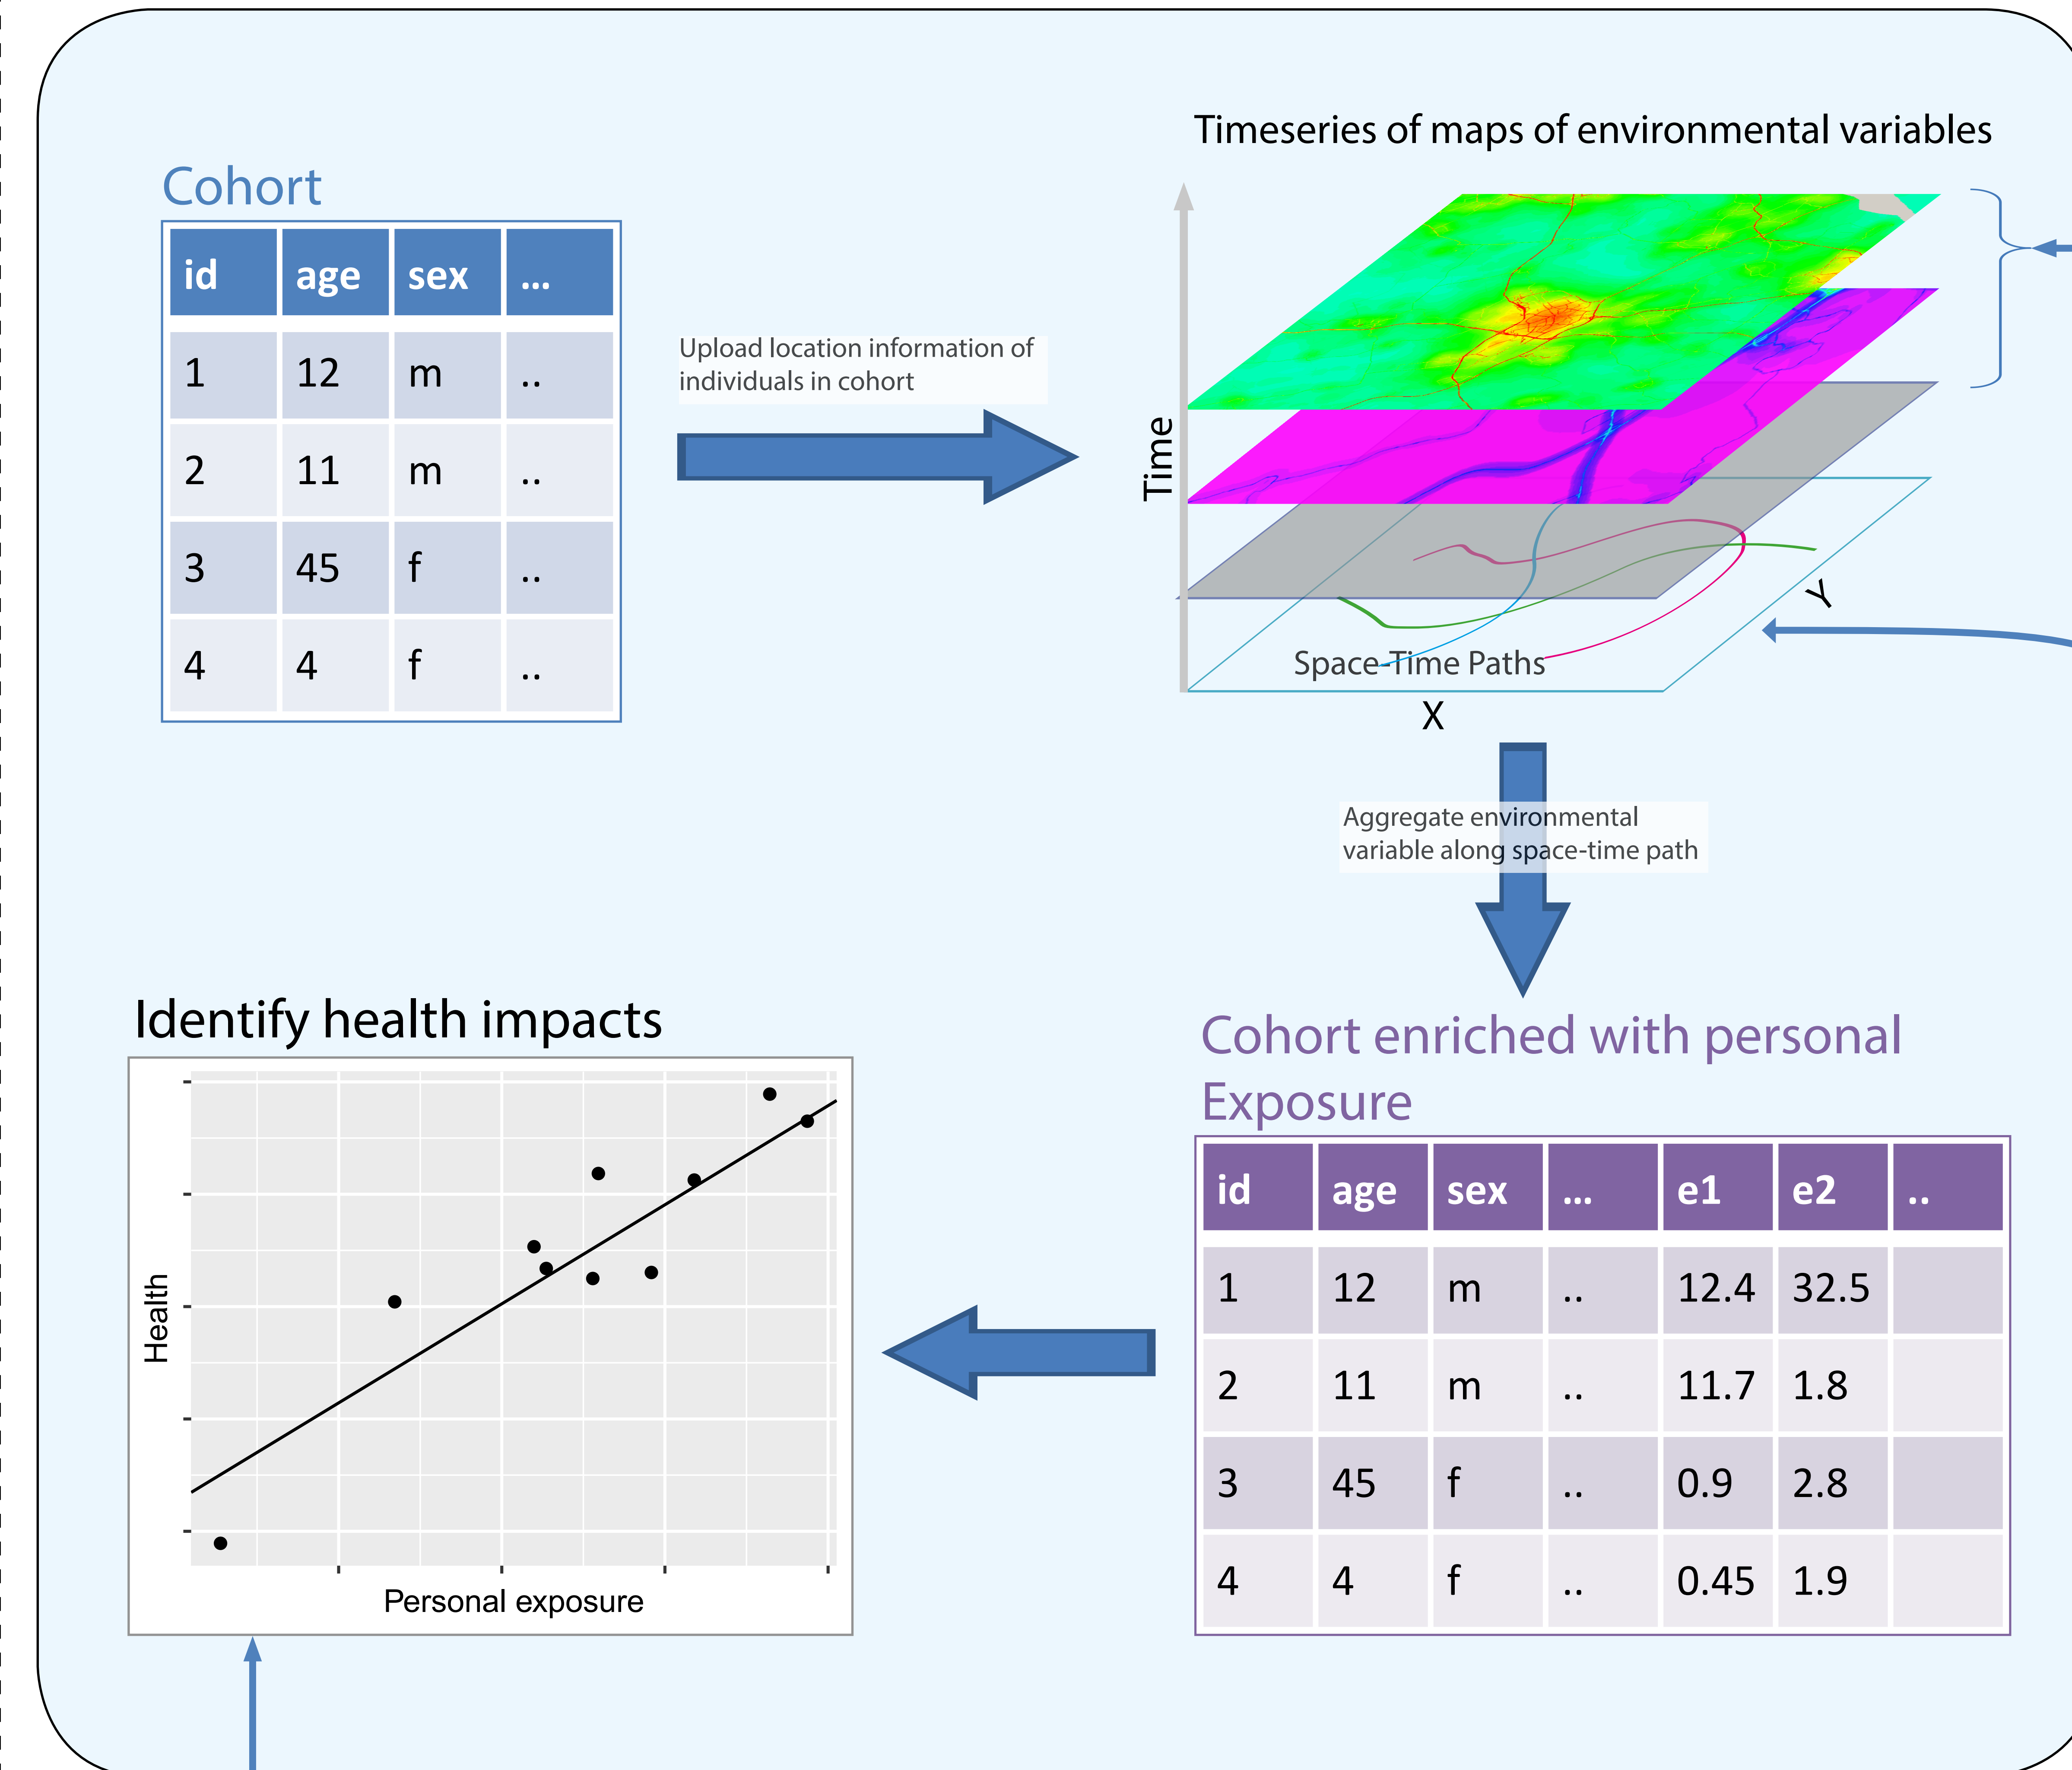 Timeseries of maps of environmental variables
Cohort
id age sex ...
1 12 m ..
2 11 m ..
3 45 f ..
4 4 f ..
Upload location information of
individuals in cohort
Time
Y
Space-Time Paths
X
Aggregate environmental
variable along space-time path
Identify health impacts
Health
Personal exposure
Cohort enriched with personal
Exposure
id age sex ... e1 e2 ..
1 12 m .. 12.4 32.5
2 11 m .. 11.7 1.8
3 45 f .. 0.9 2.8
4 4 f .. 0.45 1.9